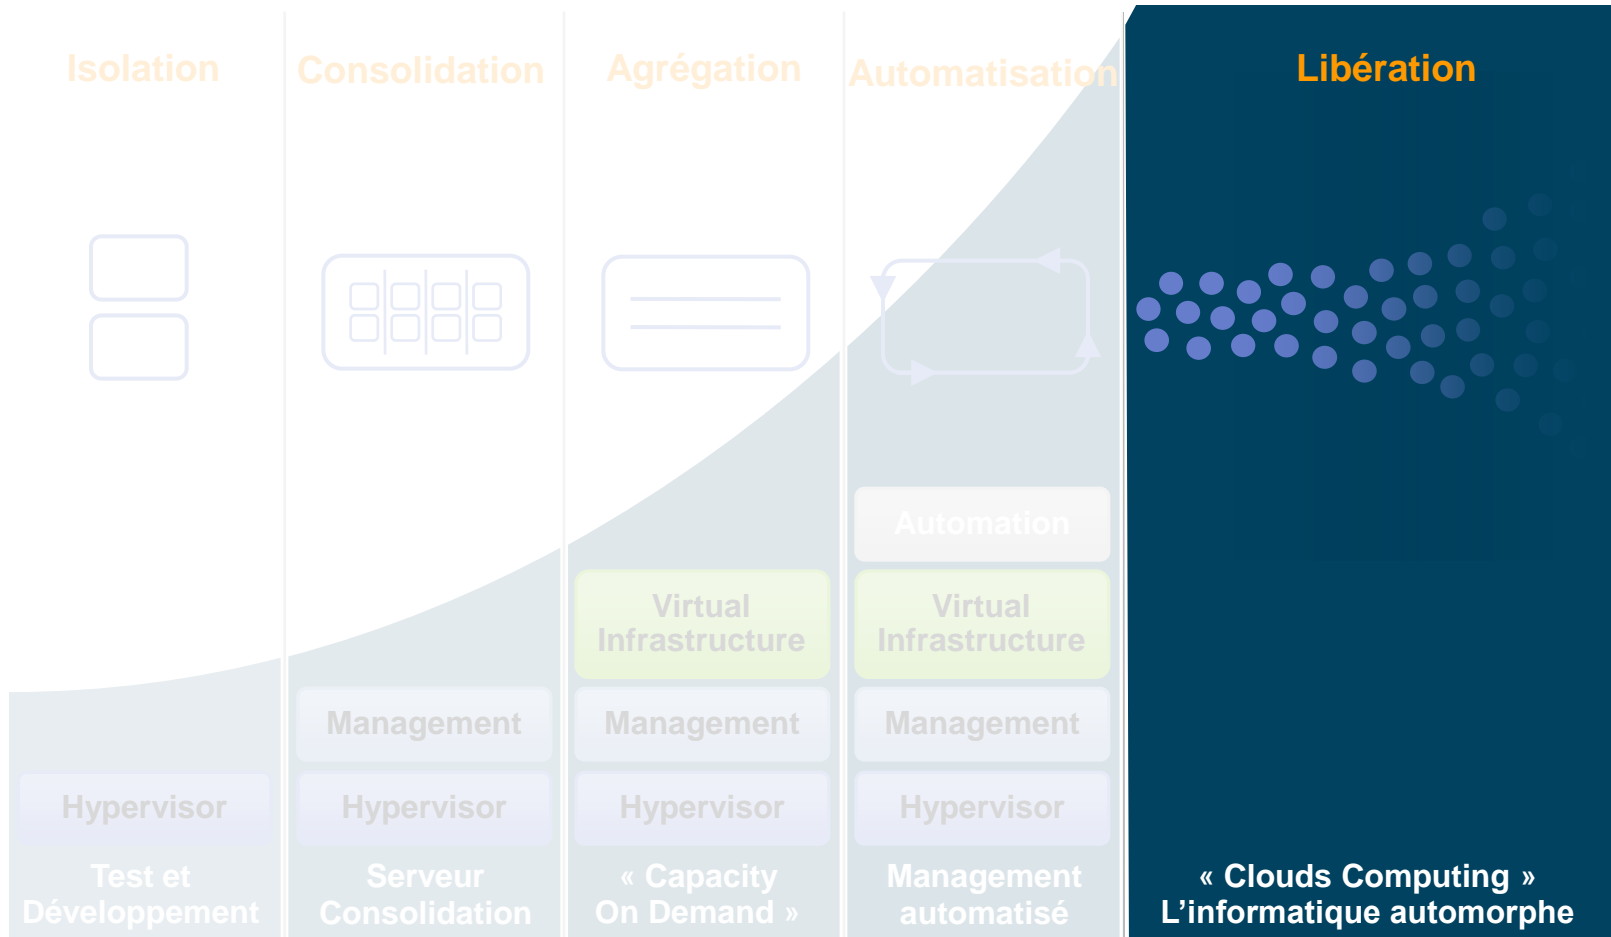 Isolation
Consolidation
Agrégation
Automatisation
Libération
Automation
Virtual
Infrastructure
Virtual
Infrastructure
Management
Management
Management
Hypervisor
Hypervisor
Hypervisor
Hypervisor
Test et
Développement
Serveur
Consolidation
« Capacity
On Demand »
Management
automatisé
« Clouds Computing »
L’informatique automorphe